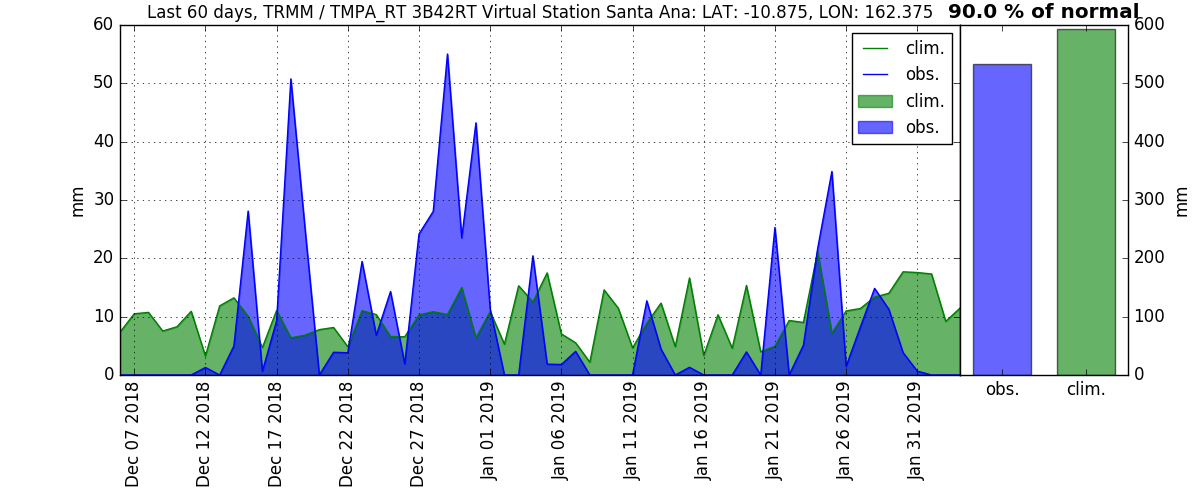 Last 60 days, TRMM / TMPA_RT 3B42RT Virtual Station Santa Ana: LAT: -10.875, LON: 162.375
90.0 % of normal
mm
60
50
40
30
20
10
0
clim.
obs.
clim.
obs.
600
500
400
300
200
100
0
mm
Dec 07 2018
Dec 12 2018
Dec 17 2018
Dec 22 2018
Dec 27 2018
Jan 01 2019
Jan 06 2019
Jan 11 2019
Jan 16 2019
Jan 21 2019
Jan 26 2019
Jan 31 2019
obs.
clim.